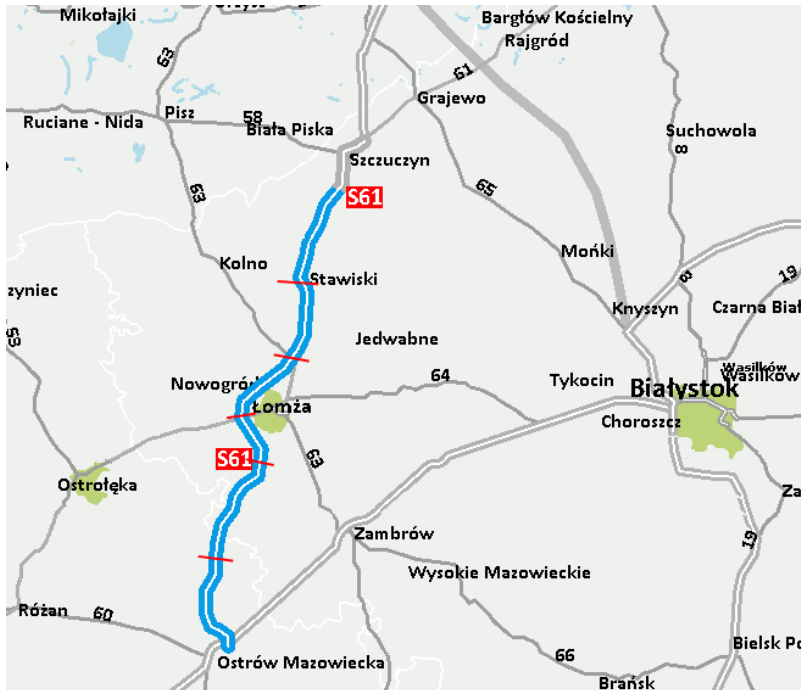 Mikołajki
63
Bargłów Kościelny
Rajgród
61
Grajewo
Pisz
58
Ruciane - Nida
Biała Piska
Suchowola
8
Szczuczyn
S61
63
65
Mońki
Kolno
Stawiski
8
19
Knyszyn
Czarna Biał
zyniec
53
Jedwabne
Wasilków
Wasilków
Nowogród
64
Tykocin
Białystok
Łomża
Choroszcz
S61
63
Ostrołęka
Za
Zambrów
19
Wysokie Mazowieckie
Różan
60
Bielsk Po
66
Ostrów Mazowiecka
Brańsk